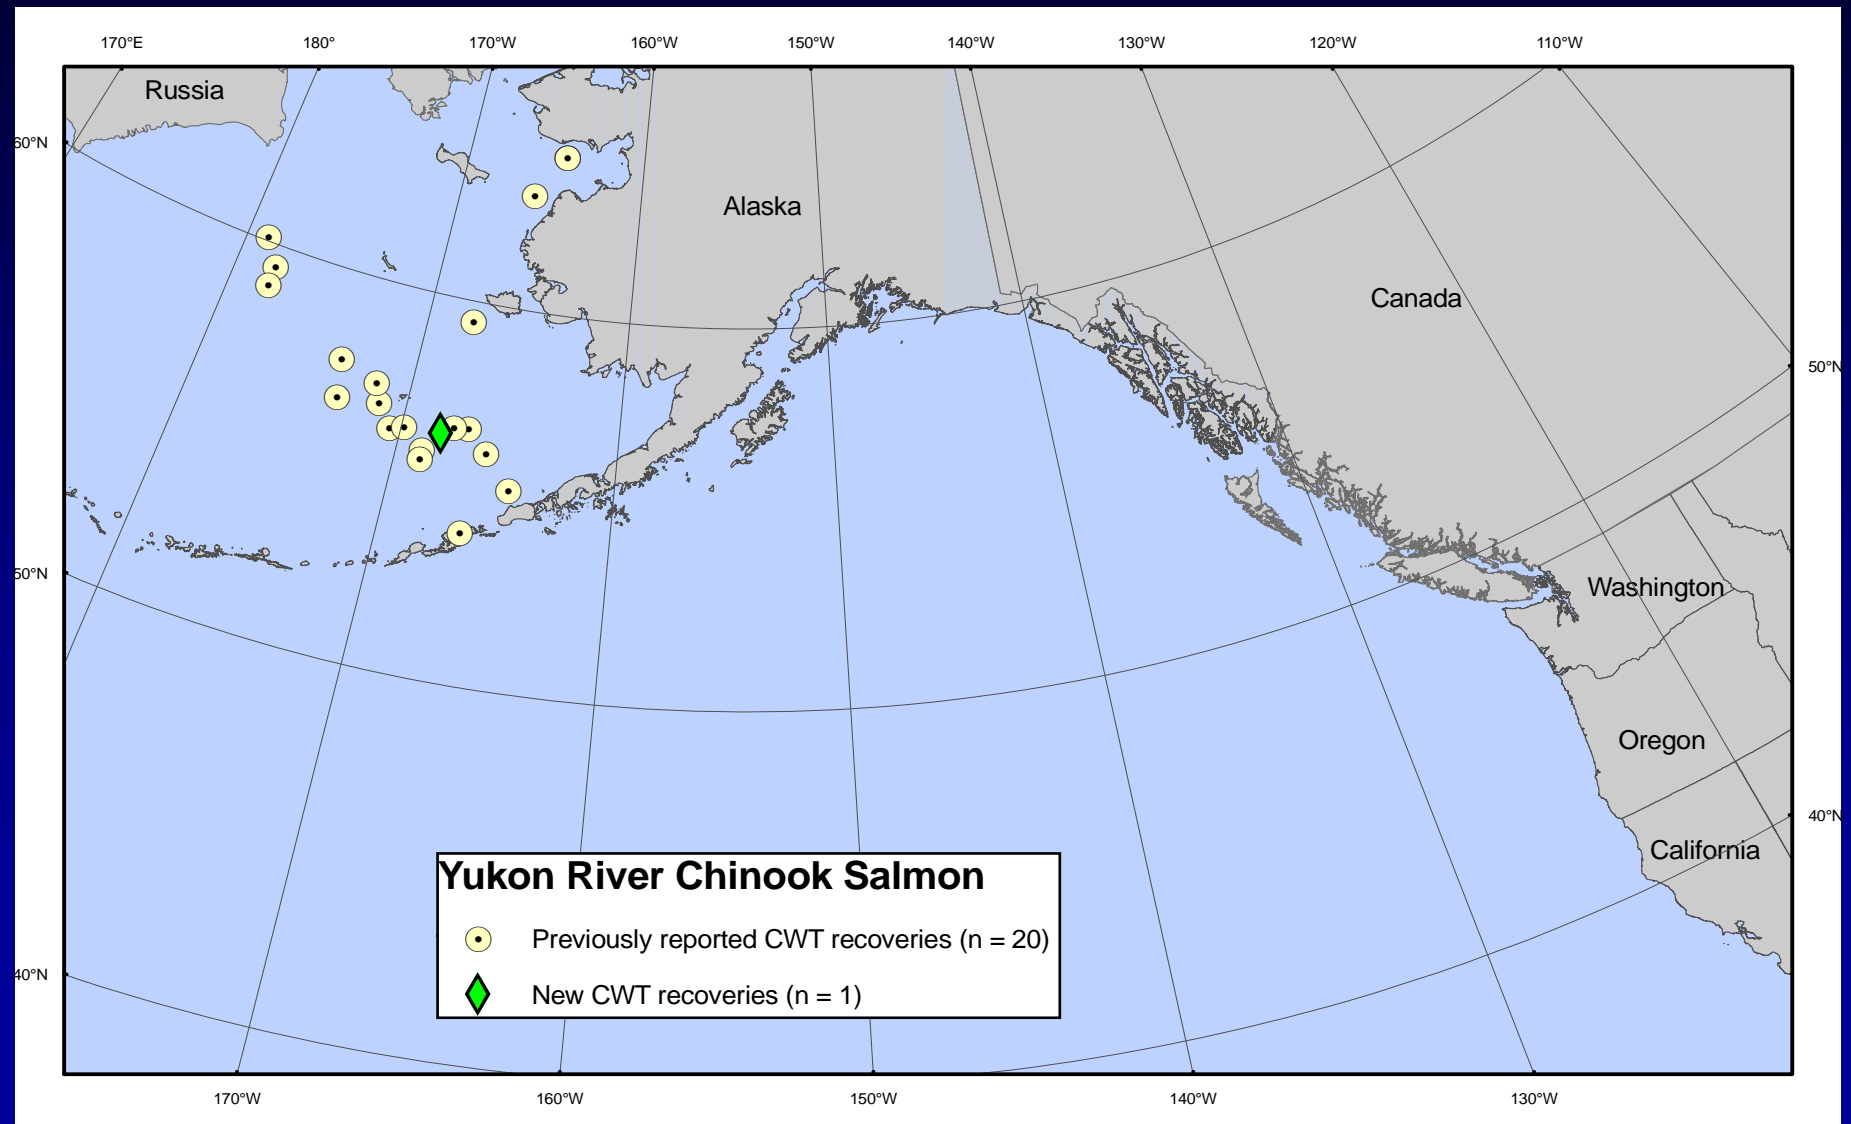 170°E 180° 170°W 160°W 150°W 140°W 130°W 120°W 110°W
Russia
60°N
Alaska
Canada
50°N
50°N
Washington
Oregon
40°N
California
Yukon River Chinook Salmon
Previously reported CWT recoveries (n = 20)
40°N
New CWT recoveries (n = 1)
170°W 160°W 150°W 140°W 130°W